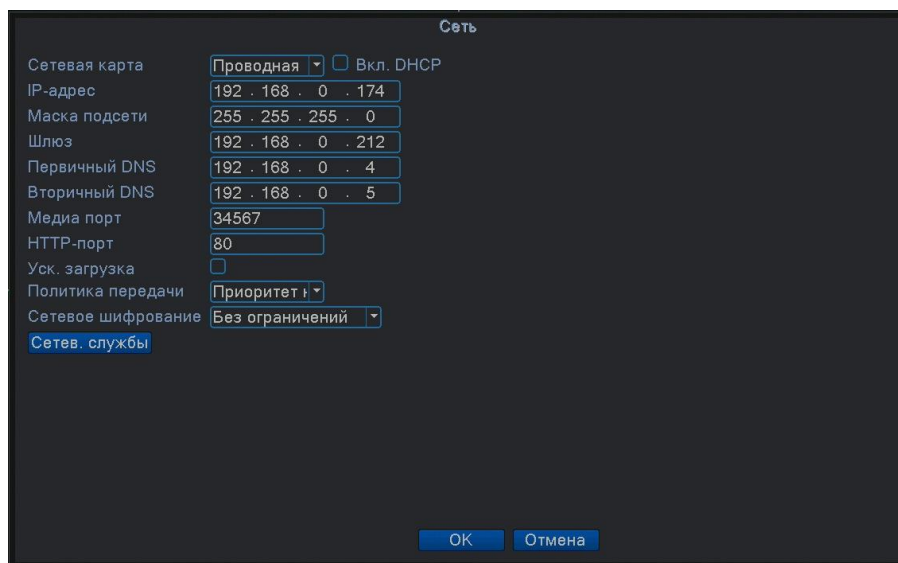 Сеть
Сетевая карта Проводная Вкл. DHCP
IP-адрес 192 . 168 . 0 . 174
Маска подсети 255 . 255 . 255 . 0
Шлюз 192 . 168 . 0 . 212
Первичный DNS 192 . 168 . 0 . 4
Вторичный DNS 192 . 168 . 0 . 5
Медиа порт 34567
HTTP-порт 80
Уск. загрузка
Политика передачи Приоритет
Сетевое шифрование Без ограничений
Сетев. службы
OK Отмена